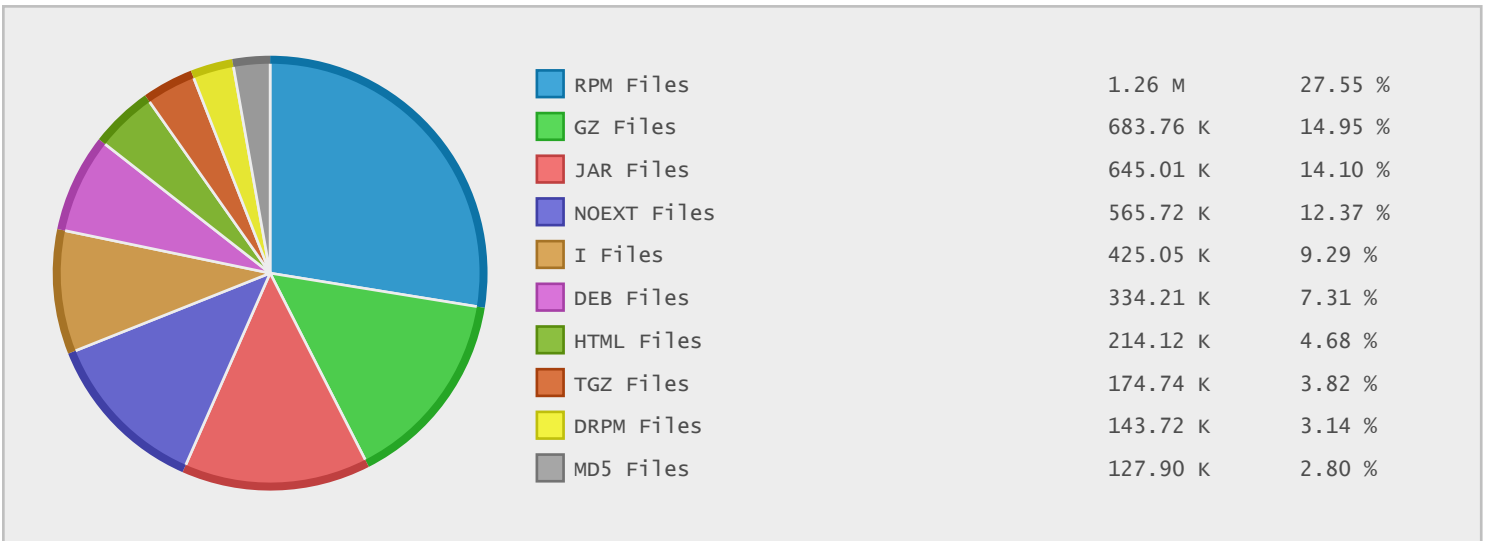 RPM Files 1.26 M 27.55 %
GZ Files 683.76 K 14.95 %
JAR Files 645.01 K 14.10 %
NOEXT Files 565.72 K 12.37 %
I Files 425.05 K 9.29 %
DEB Files 334.21 K 7.31 %
HTML Files 214.12 K 4.68 %
TGZ Files 174.74 K 3.82 %
DRPM Files 143.72 K 3.14 %
MD5 Files 127.90 K 2.80 %